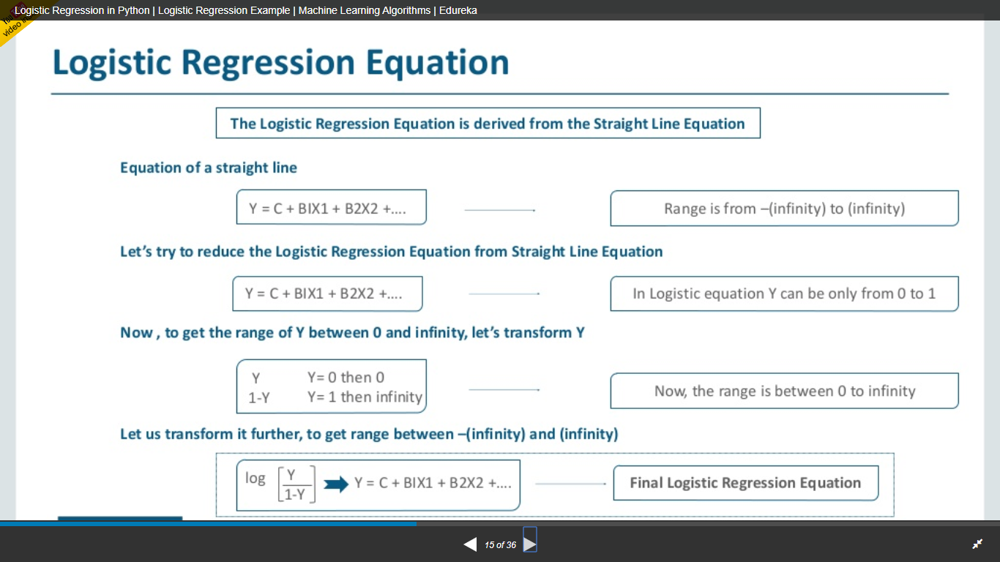 Logistic Regression in Python | Logistic Regression Example | Machine Learning Algorithms | Edureka
Logistic Regression Equation
The Logistic Regression Equation is derived from the Straight Line Equation
Equation of a straight line
Y = C + BIX1 + B2X2 +....
Range is from –(infinity) to (infinity)
Let’s try to reduce the Logistic Regression Equation from Straight Line Equation
Y = C + BIX1 + B2X2 +....
In Logistic equation Y can be only from 0 to 1
Now , to get the range of Y between 0 and infinity, let’s transform Y
Y Y= 0 then 0
1-Y Y= 1 then infinity
Now, the range is between 0 to infinity
Let us transform it further, to get range between –(infinity) and (infinity)
log [Y
1-Y] Y = C + BIX1 + B2X2 +....
Final Logistic Regression Equation
15 of 36